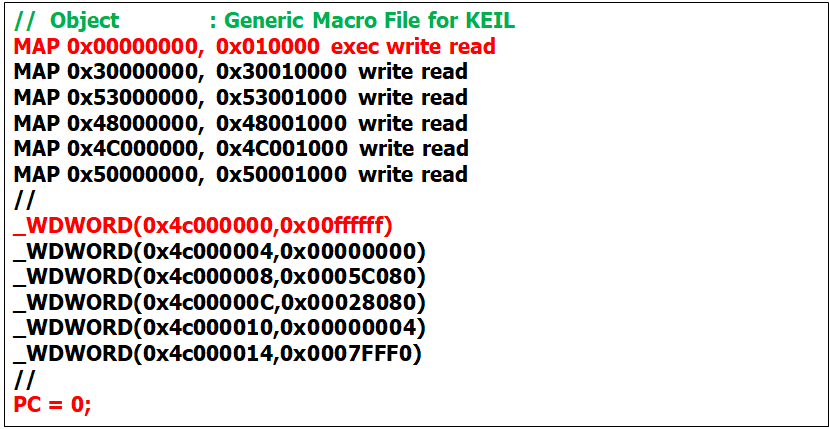 //  Object            : Generic Macro File for KEIL
MAP 0x00000000,  0x010000 exec write read
MAP 0x30000000,  0x30010000 write read
MAP 0x53000000,  0x53001000 write read
MAP 0x48000000,  0x48001000 write read
MAP 0x4C000000,  0x4C001000 write read
MAP 0x50000000,  0x50001000 write read
//
_WDWORD(0x4c000000,0x00ffffff)
_WDWORD(0x4c000004,0x00000000)
_WDWORD(0x4c000008,0x0005C080)
_WDWORD(0x4c00000C,0x00028080)
_WDWORD(0x4c000010,0x00000004)
_WDWORD(0x4c000014,0x0007FFF0)
//
PC = 0;